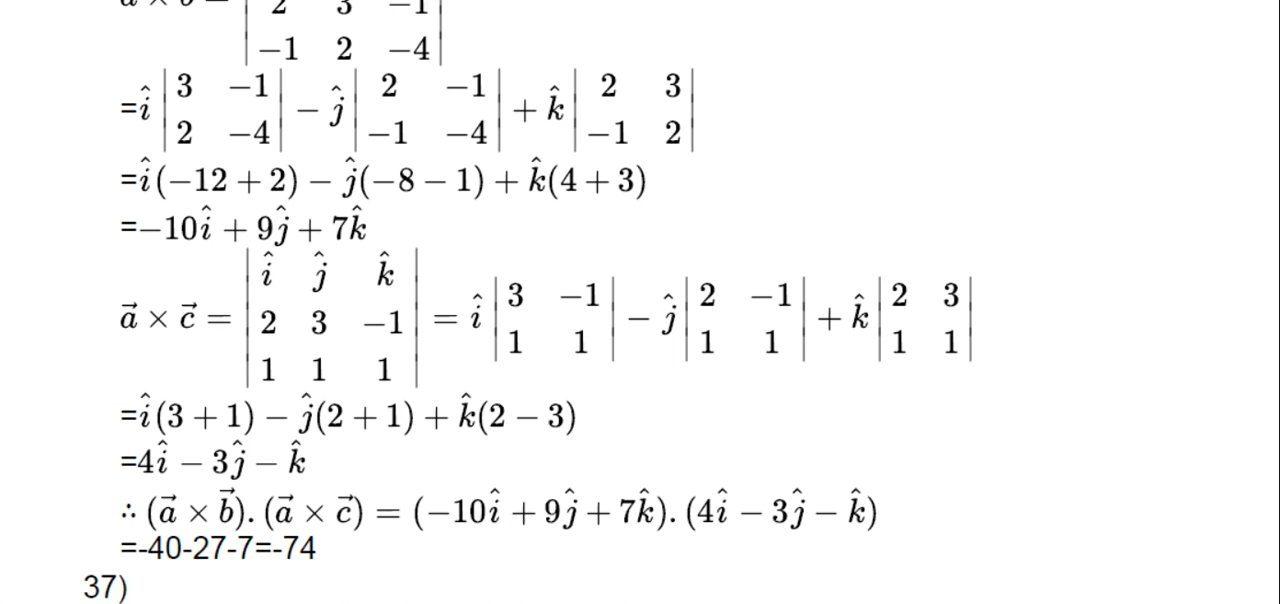 a × b = | 2 3 −1 |
| −1 2 −4 |
=î | 3 −1 | − ĵ | 2 −1 | + k̂ | 2 3 |
| 2 −4 | | −1 −4 | | −1 2 |
=î(−12 + 2) − ĵ(−8 − 1) + k̂(4 + 3)
=−10î + 9ĵ + 7k̂
| î ĵ k̂ |
a⃗ × c⃗ = | 2 3 −1 | = î | 3 −1 | − ĵ | 2 −1 | + k̂ | 2 3 |
| 1 1 1 | | 1 1 | | 1 1 | | 1 1 |
=î(3 + 1) − ĵ(2 + 1) + k̂(2 − 3)
=4î − 3ĵ − k̂
∴ (a⃗ × b⃗). (a⃗ × c⃗) = (−10î + 9ĵ + 7k̂). (4î − 3ĵ − k̂)
=-40-27-7=-74
37)